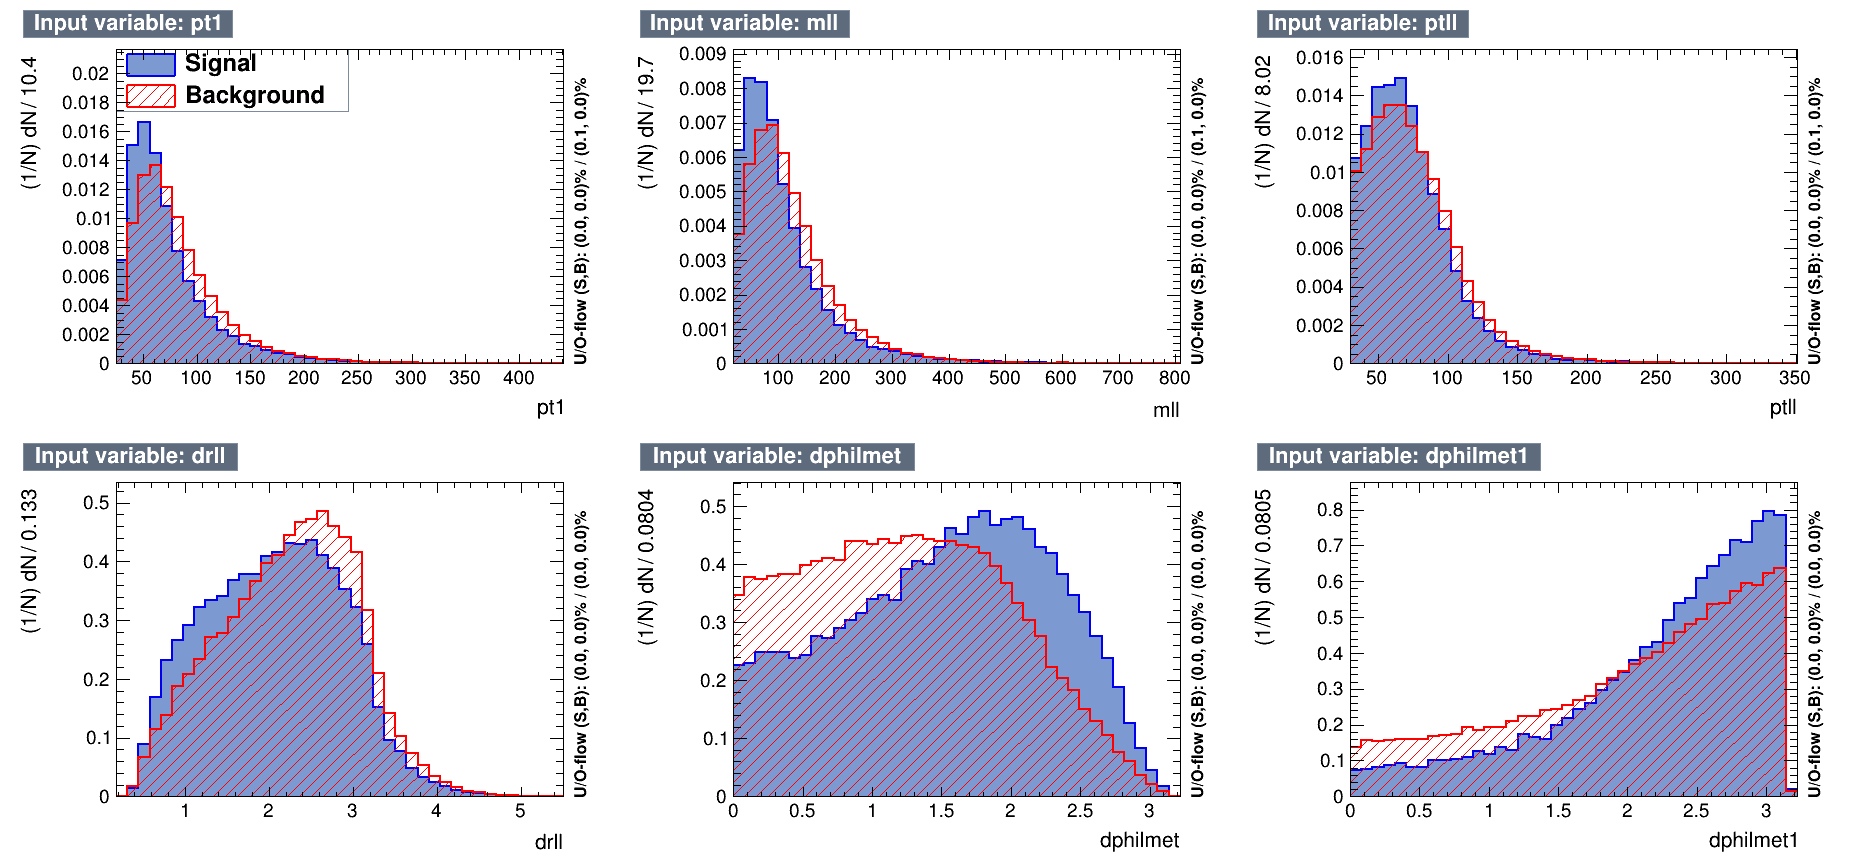 Input variable: pt1
(1/N) dN / 10.4
0.02
0.018
0.016
0.014
0.012
0.01
0.008
0.006
0.004
0.002
0
Signal
Background
50 100 150 200 250 300 350 400
pt1
U/O-flow (S,B): (0.0, 0.0)% / (0.1, 0.0)%
Input variable: mll
(1/N) dN / 19.7
0.009
0.008
0.007
0.006
0.005
0.004
0.003
0.002
0.001
0
100 200 300 400 500 600 700 800
mll
U/O-flow (S,B): (0.0, 0.0)% / (0.1, 0.0)%
Input variable: ptll
(1/N) dN / 8.02
0.016
0.014
0.012
0.01
0.008
0.006
0.004
0.002
0
50 100 150 200 250 300 350
ptll
U/O-flow (S,B): (0.0, 0.0)% / (0.1, 0.0)%
Input variable: drll
(1/N) dN / 0.133
0.5
0.4
0.3
0.2
0.1
0
1 2 3 4 5
drll
U/O-flow (S,B): (0.0, 0.0)% / (0.0, 0.0)%
Input variable: dphilmet
(1/N) dN / 0.0804
0.5
0.4
0.3
0.2
0.1
0
0 0.5 1 1.5 2 2.5 3
dphilmet
U/O-flow (S,B): (0.0, 0.0)% / (0.0, 0.0)%
Input variable: dphilmet1
(1/N) dN / 0.0805
0.8
0.7
0.6
0.5
0.4
0.3
0.2
0.1
0
0 0.5 1 1.5 2 2.5 3
dphilmet1
U/O-flow (S,B): (0.0, 0.0)% / (0.0, 0.0)%